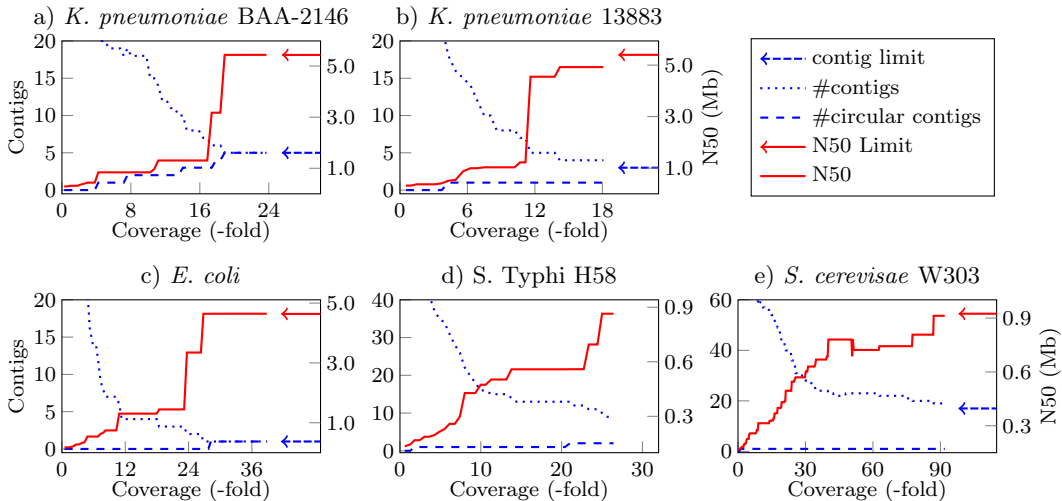 a) K. pneumoniae BAA-2146
b) K. pneumoniae 13883
20
15
10
5
0
Contigs
5.0
3.0
1.0
0 8 16 24
Coverage (-fold)
20
15
10
5
0
5.0
3.0
1.0
N50 (Mb)
0 6 12 18
Coverage (-fold)
contig limit
#contigs
#circular contigs
N50 Limit
N50
c) E. coli
d) S. Typhi H58
e) S. cerevisae W303
20
15
10
5
0
Contigs
5.0
3.0
1.0
0 12 24 36
Coverage (-fold)
40
30
20
10
0
0.9
0.6
0.3
0 10 20 30
Coverage (-fold)
60
40
20
0
0.9
0.6
0.3
N50 (Mb)
0 30 60 90
Coverage (-fold)